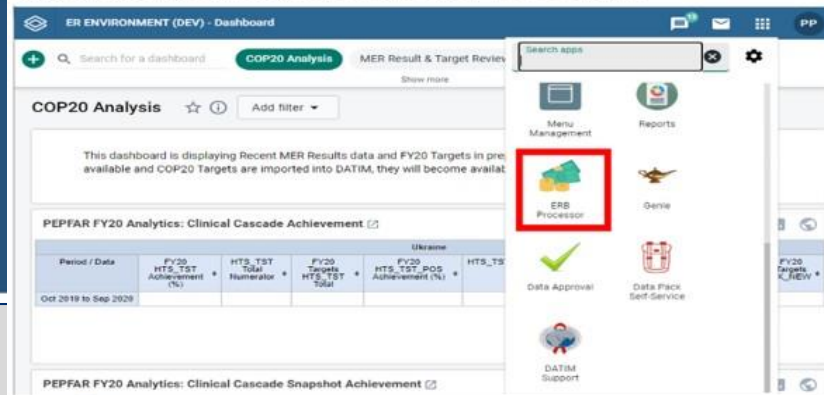 ER ENVIRONMENT (DEV) - Dashboard
PP
Search for a dashboard
COP20 Analysis
MER Result & Target Review
Show more
Search apps
COP20 Analysis
Add filter
This dashboard is displaying Recent MER Results data and FY20 Targets in pre
available and COP20 Targets are imported into DATIM, they will become availab
Menu Management
Reports
ERB Processor
Genie
Data Approval
Data Pack Self-Service
DATIM Support
PEPFAR FY20 Analytics: Clinical Cascade Achievement
Ukraine
Period / Data
FY20 HTS_TST Achievement (%)
HTS_TST Total Numerator
FY20 Targets HTS_TST Total
FY20 HTS_TST_POS Achievement (%)
FY20 Targets
Oct 2019 to Sep 2020
PEPFAR FY20 Analytics: Clinical Cascade Snapshot Achievement